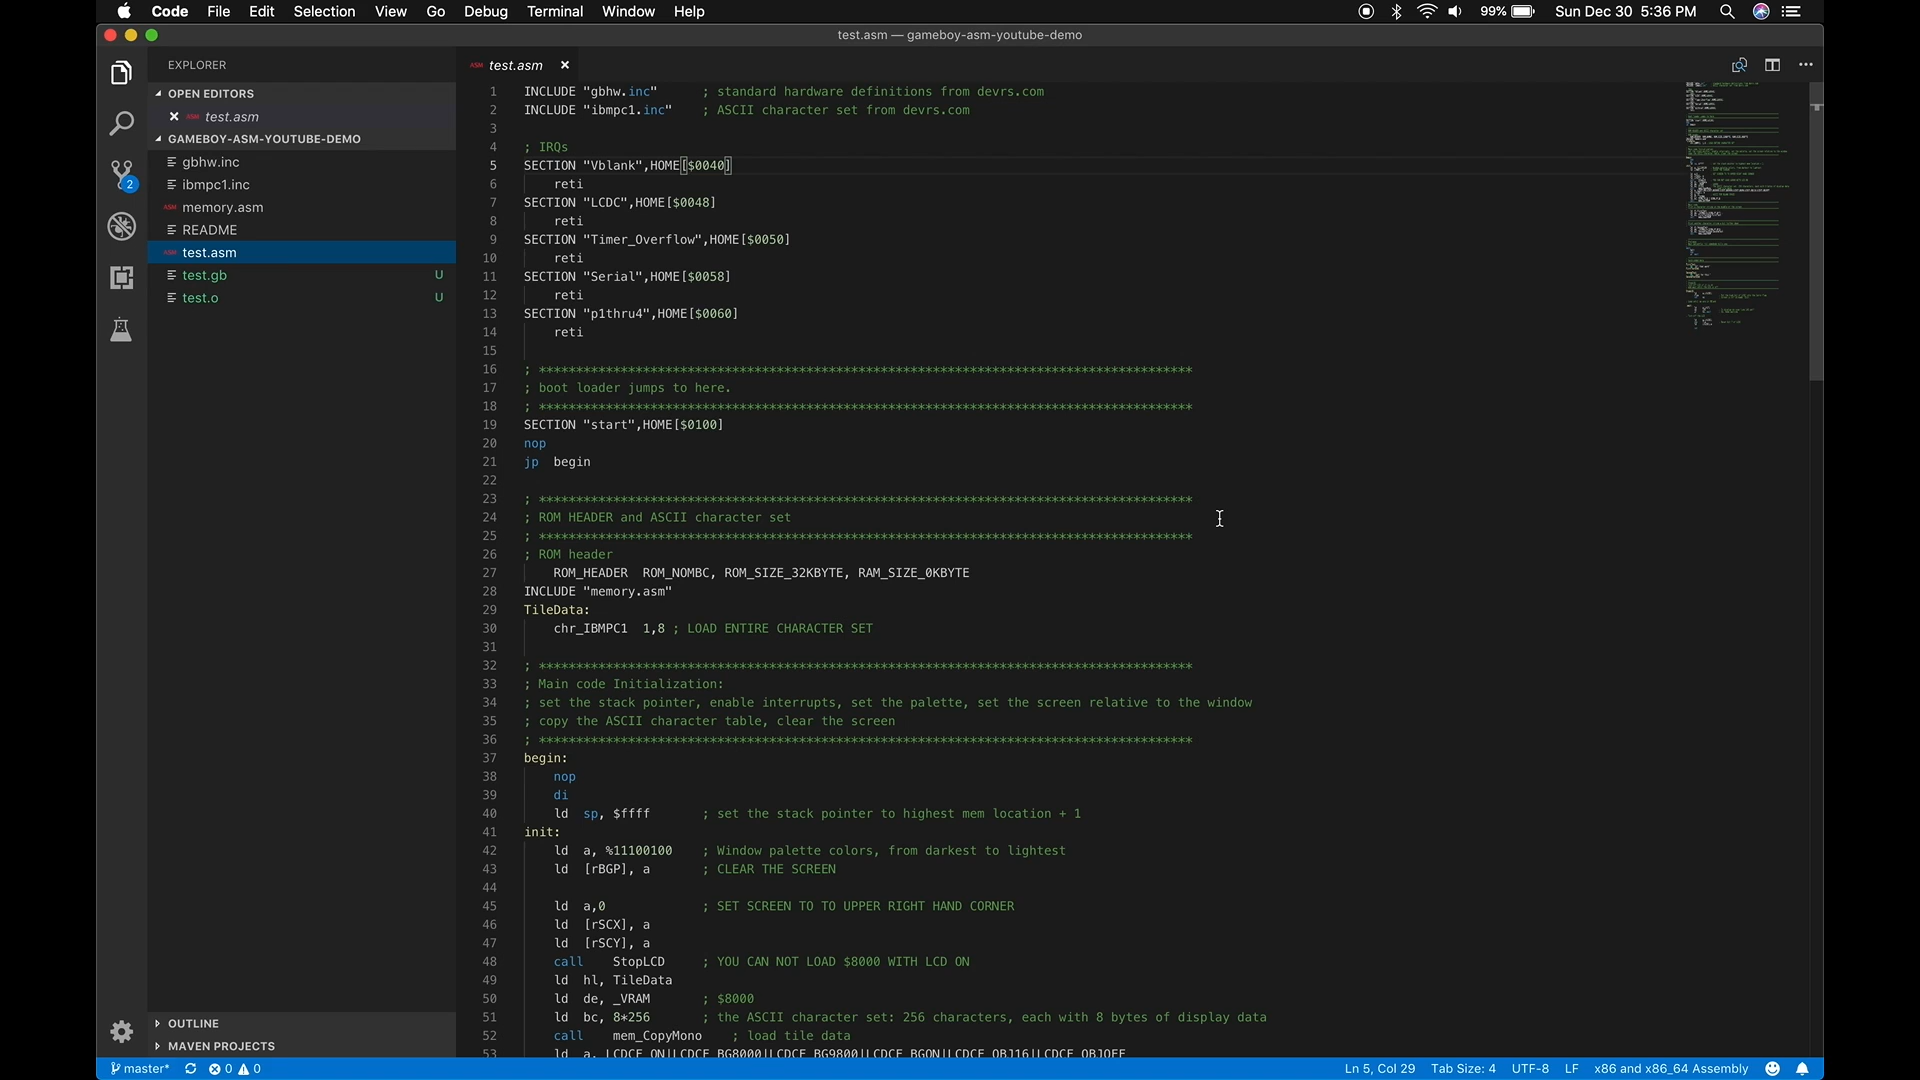 Code File Edit Selection View Go Debug Terminal Window Help 99% Sun Dec 30 5:36 PM
test.asm — gameboy-asm-youtube-demo
EXPLORER
OPEN EDITORS
ASM test.asm
GAMEBOY-ASM-YOUTUBE-DEMO
gbhw.inc
ibmpc1.inc
ASM memory.asm
README
ASM test.asm
test.gb U
test.o U
2
OUTLINE
MAVEN PROJECTS
ASM test.asm
1 INCLUDE "gbhw.inc" ; standard hardware definitions from devrs.com
2 INCLUDE "ibmpc1.inc" ; ASCII character set from devrs.com
3
4 ; IRQs
5 SECTION "Vblank",HOME[$0040]
6 reti
7 SECTION "LCDC",HOME[$0048]
8 reti
9 SECTION "Timer_Overflow",HOME[$0050]
10 reti
11 SECTION "Serial",HOME[$0058]
12 reti
13 SECTION "p1thru4",HOME[$0060]
14 reti
15
16 ; ****************************************************************************************
17 ; boot loader jumps to here.
18 ; ****************************************************************************************
19 SECTION "start",HOME[$0100]
20 nop
21 jp begin
22
23 ; ****************************************************************************************
24 ; ROM HEADER and ASCII character set
25 ; ****************************************************************************************
26 ; ROM header
27 ROM_HEADER ROM_NOMBC, ROM_SIZE_32KBYTE, RAM_SIZE_0KBYTE
28 INCLUDE "memory.asm"
29 TileData:
30 chr_IBMPC1 1,8 ; LOAD ENTIRE CHARACTER SET
31
32 ; ****************************************************************************************
33 ; Main code Initialization:
34 ; set the stack pointer, enable interrupts, set the palette, set the screen relative to the window
35 ; copy the ASCII character table, clear the screen
36 ; ****************************************************************************************
37 begin:
38 nop
39 di
40 ld sp, $ffff ; set the stack pointer to highest mem location + 1
41 init:
42 ld a, %11100100 ; Window palette colors, from darkest to lightest
43 ld [rBGP], a ; CLEAR THE SCREEN
44
45 ld a,0 ; SET SCREEN TO TO UPPER RIGHT HAND CORNER
46 ld [rSCX], a
47 ld [rSCY], a
48 call StopLCD ; YOU CAN NOT LOAD $8000 WITH LCD ON
49 ld hl, TileData
50 ld de, _VRAM ; $8000
51 ld bc, 8*256 ; the ASCII character set: 256 characters, each with 8 bytes of display data
52 call mem_CopyMono ; load tile data
53 ld a, LCDCF_ON|LCDCF_BG8000|LCDCF_BG9800|LCDCF_BGON|LCDCF_OBJ16|LCDCF_OBJOFF
master* 0 0 Ln 5, Col 29 Tab Size: 4 UTF-8 LF x86 and x86_64 Assembly